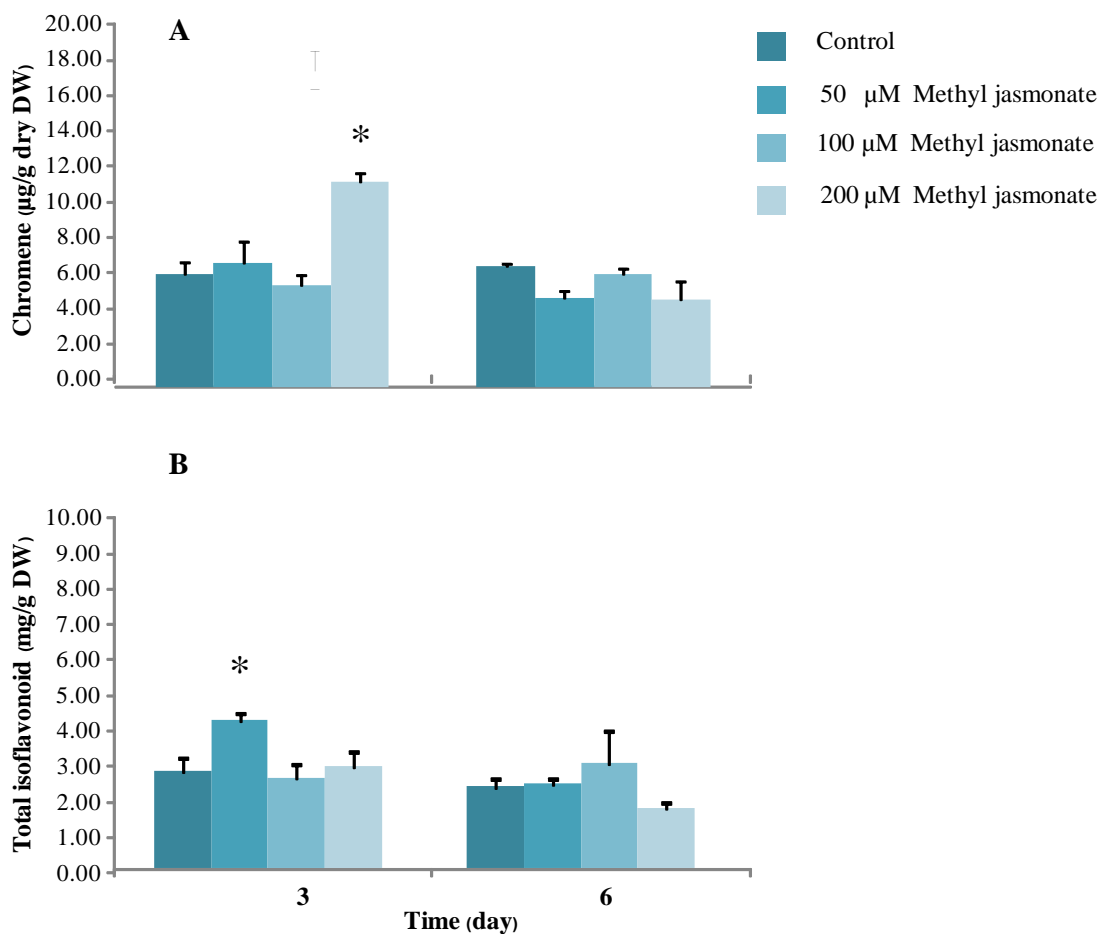 A
Chromene (µg/g dry DW)
20.00
18.00
16.00
14.00
12.00
10.00
8.00
6.00
4.00
2.00
0.00
*
Control
50 µM Methyl jasmonate
100 µM Methyl jasmonate
200 µM Methyl jasmonate
B
Total isoflavonoid (mg/g DW)
10.00
9.00
8.00
7.00
6.00
5.00
4.00
3.00
2.00
1.00
0.00
*
3
6
Time (day)